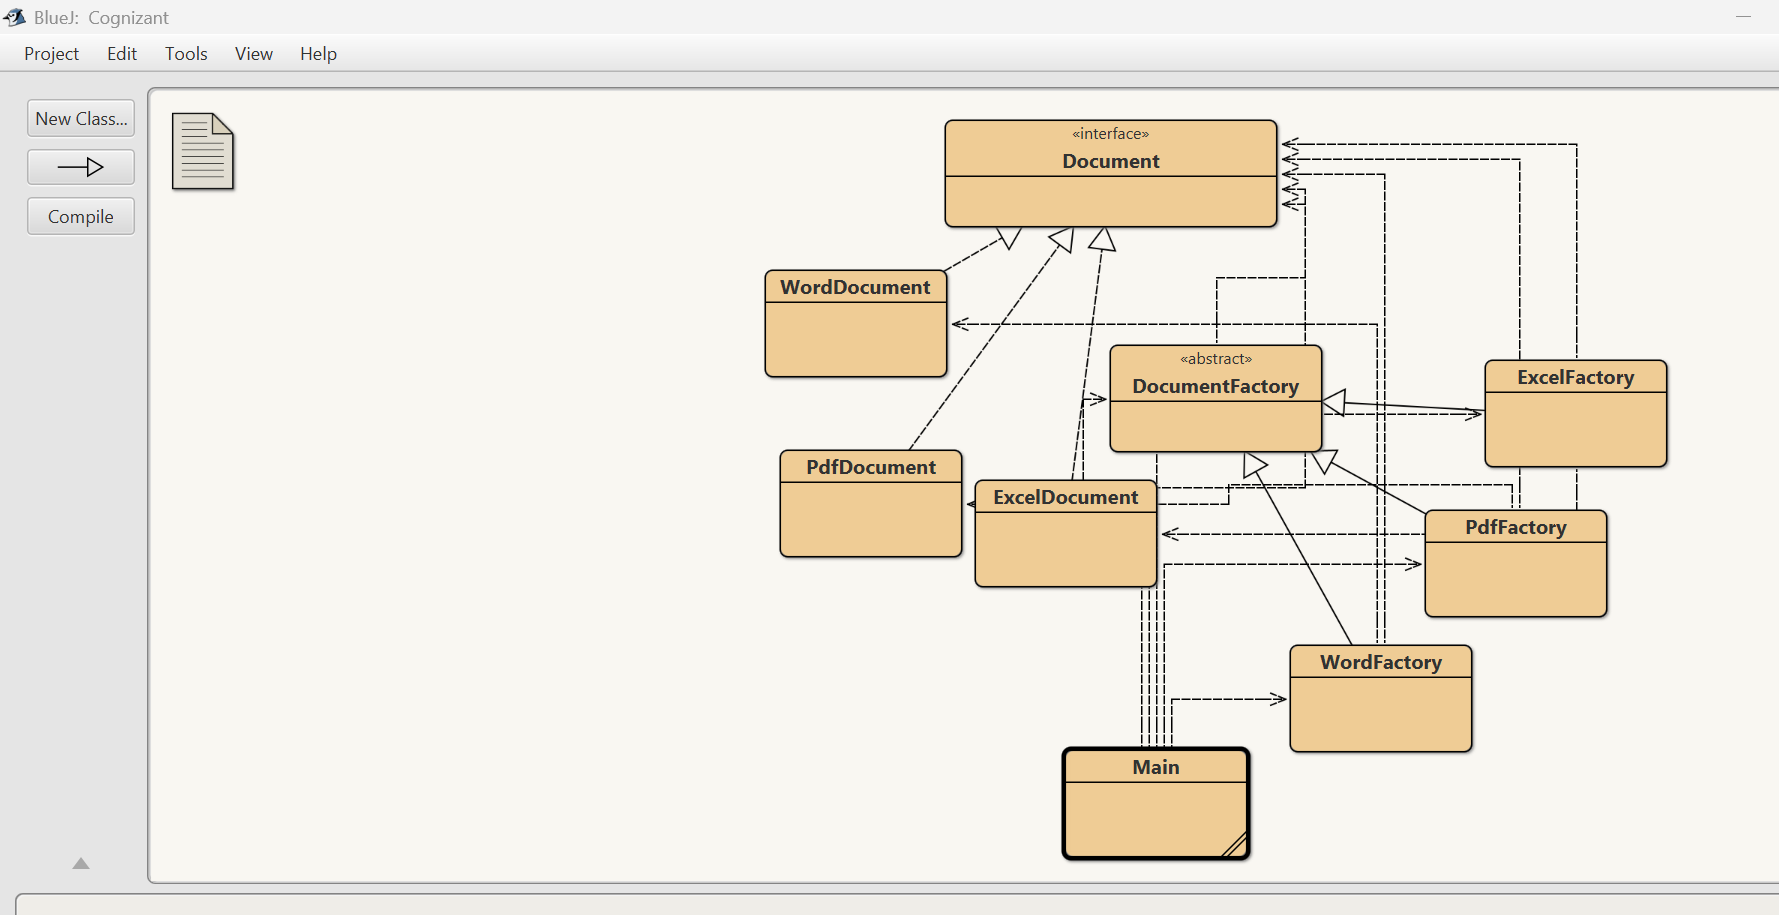 BlueJ: Cognizant
Project Edit Tools View Help
New Class...
Compile
«interface»
Document
WordDocument
«abstract»
DocumentFactory
ExcelFactory
PdfDocument
ExcelDocument
PdfFactory
WordFactory
Main